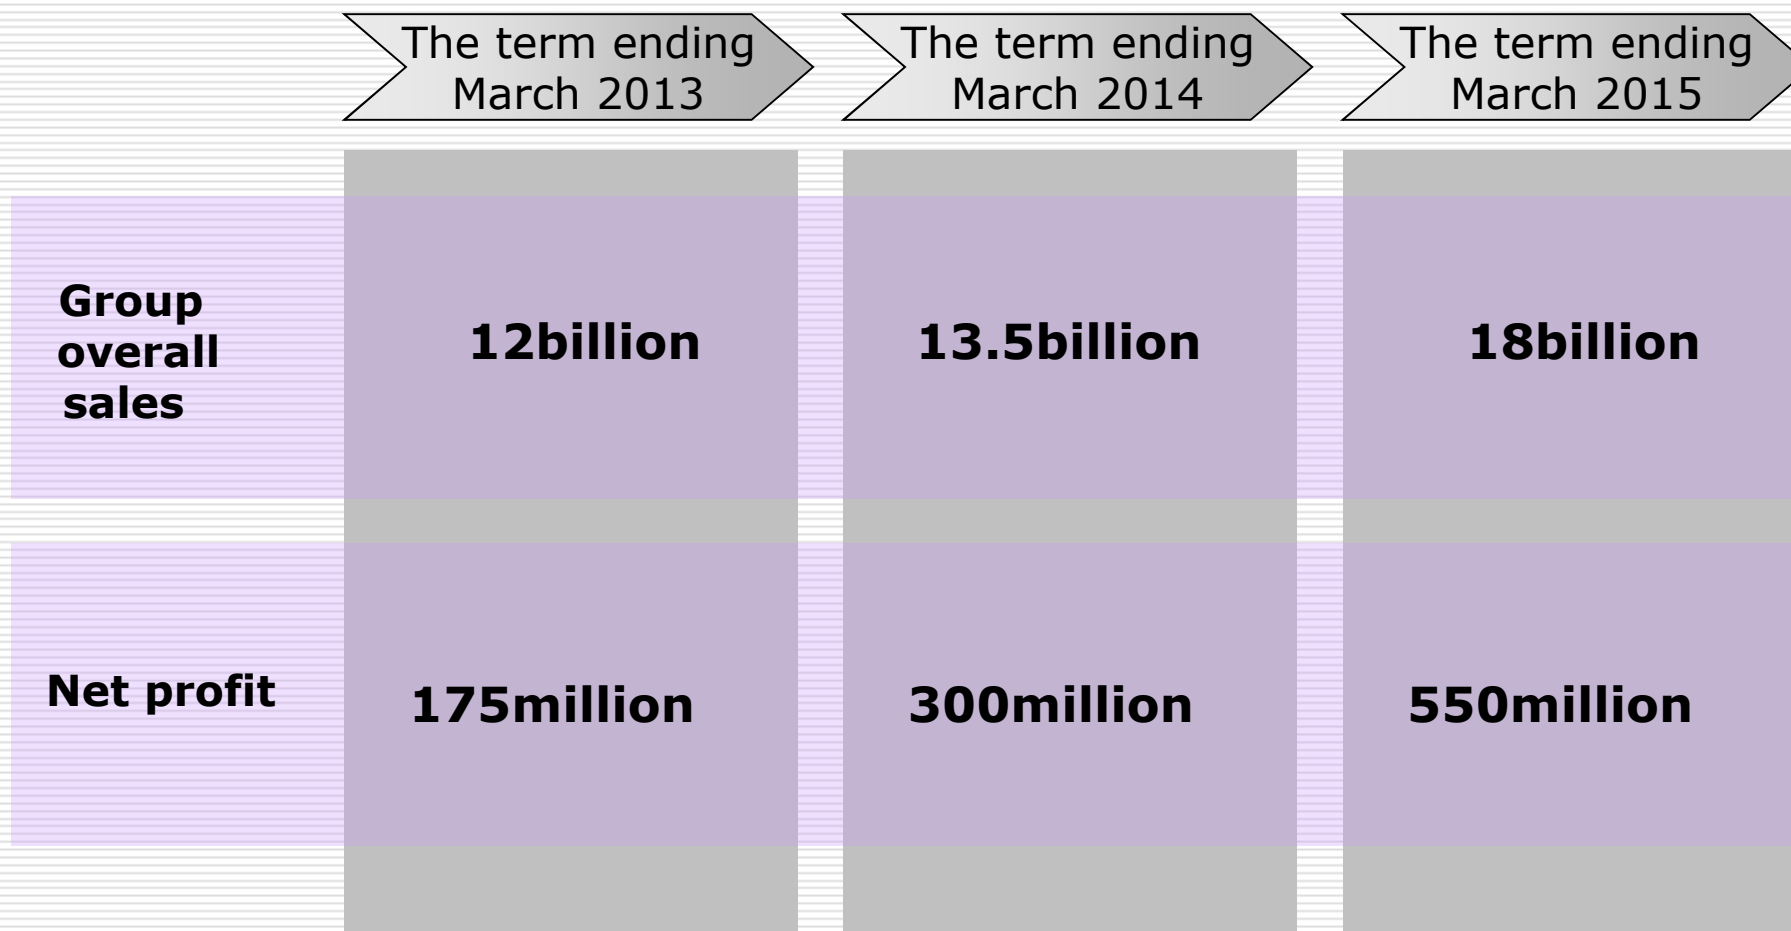 The term ending
March 2013
The term ending
March 2014
The term ending
March 2015
Group
overall
sales
12billion
13.5billion
18billion
Net profit
175million
300million
550million